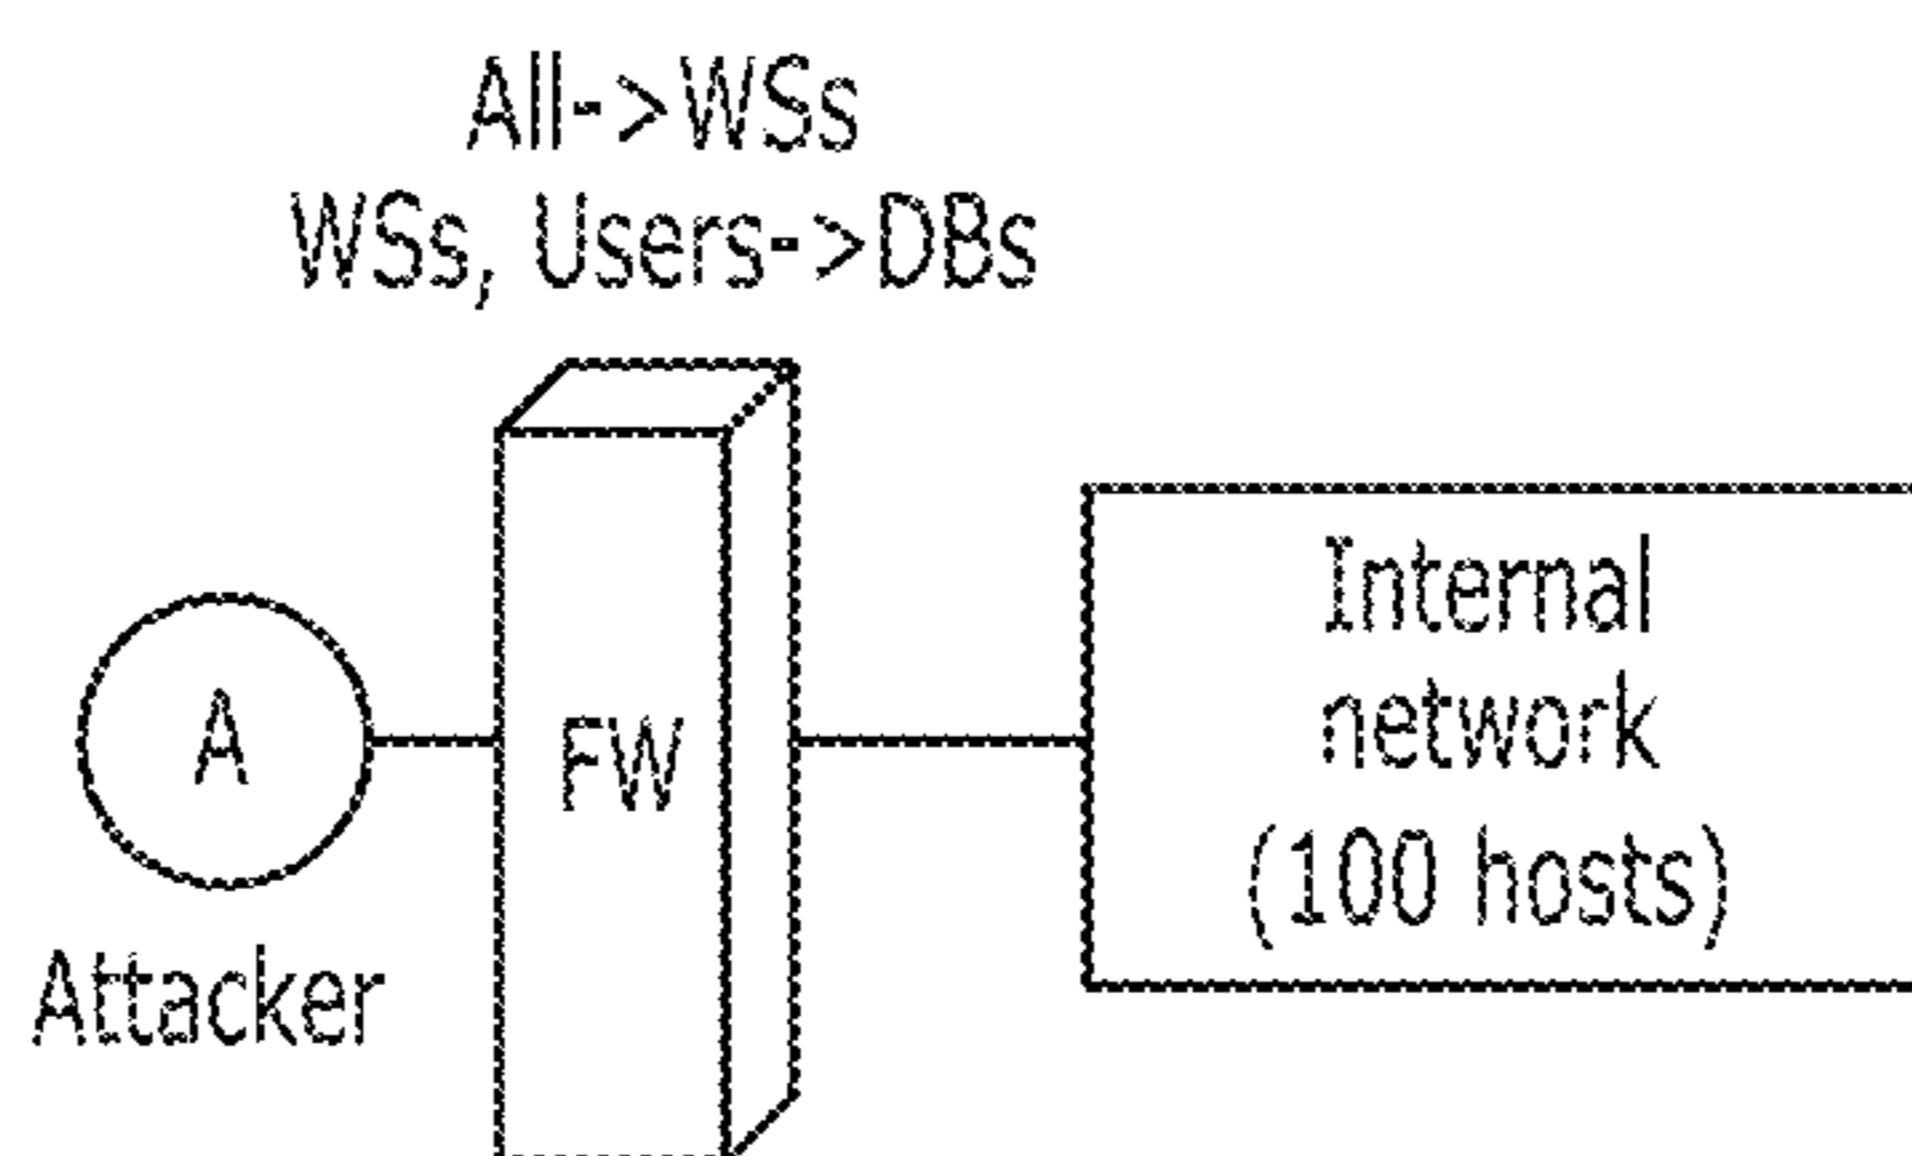 All->WSs
WSs, Users->DBs
A
Attacker
FW
Internal
network
(100 hosts)